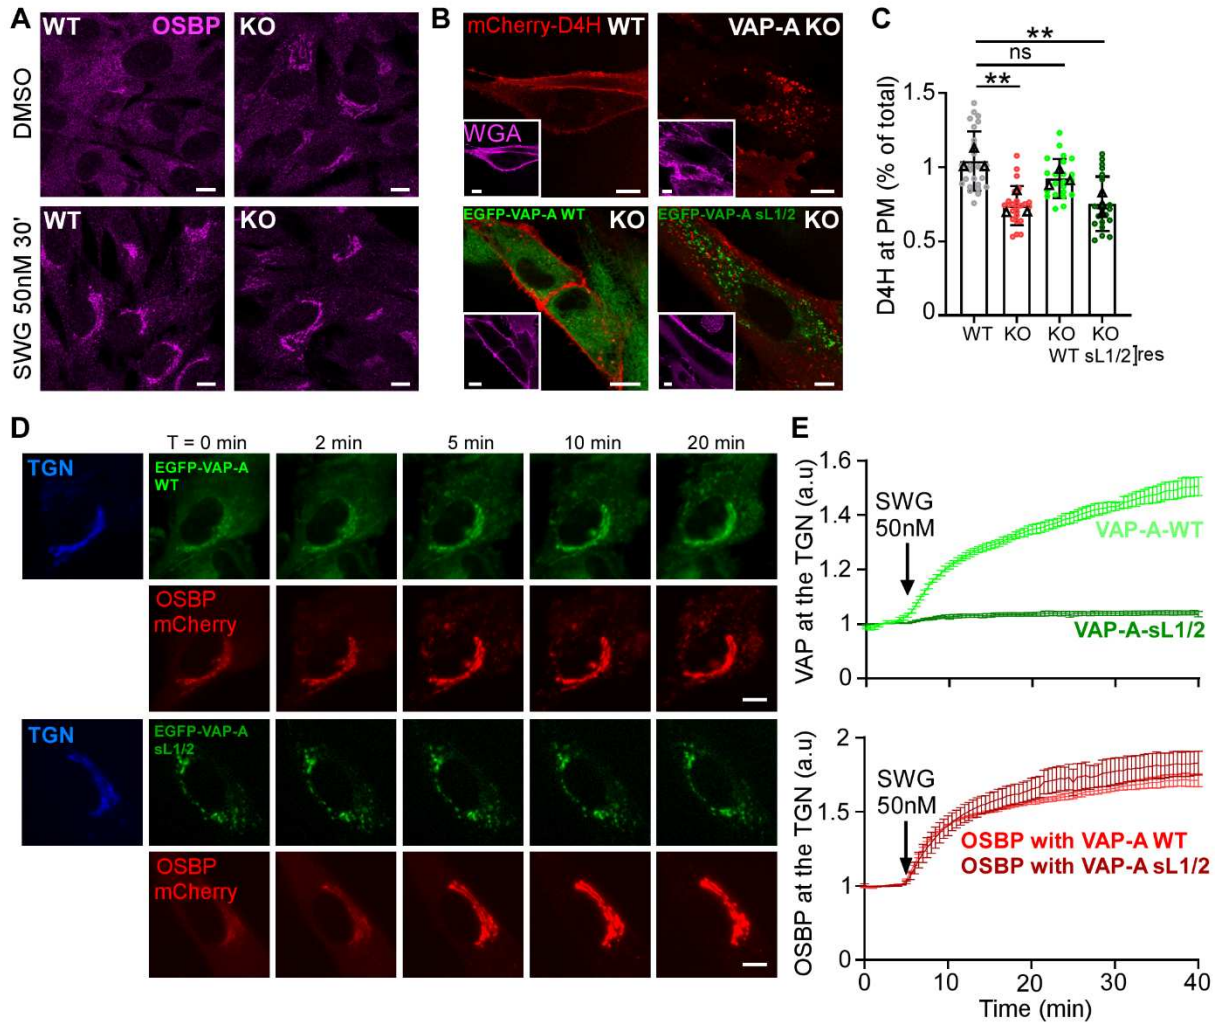 A
WT
OSBP
KO
DMSO
WT
KO
SWG 50nM 30'
B
mCherry-D4H
WT
VAP-A KO
WGA
EGFP-VAP-A WT
KO
EGFP-VAP-A sL1/2
KO
C
**
ns
**
D4H at PM (% of total)
1.5
1
0.5
0
WT
KO
KO
KO
WT sL1/2]res
D
T = 0 min
2 min
5 min
10 min
20 min
TGN
EGFP-VAP-A
WT
OSBP
mCherry
TGN
EGFP-VAP-A
sL1/2
OSBP
mCherry
E
VAP at the TGN (a.u)
1.6
1.4
1.2
1
0
SWG
50nM
VAP-A-WT
VAP-A-sL1/2
OSBP at the TGN (a.u)
2
1.5
1
0
SWG
50nM
OSBP with VAP-A WT
OSBP with VAP-A sL1/2
0
10
20
30
40
Time (min)